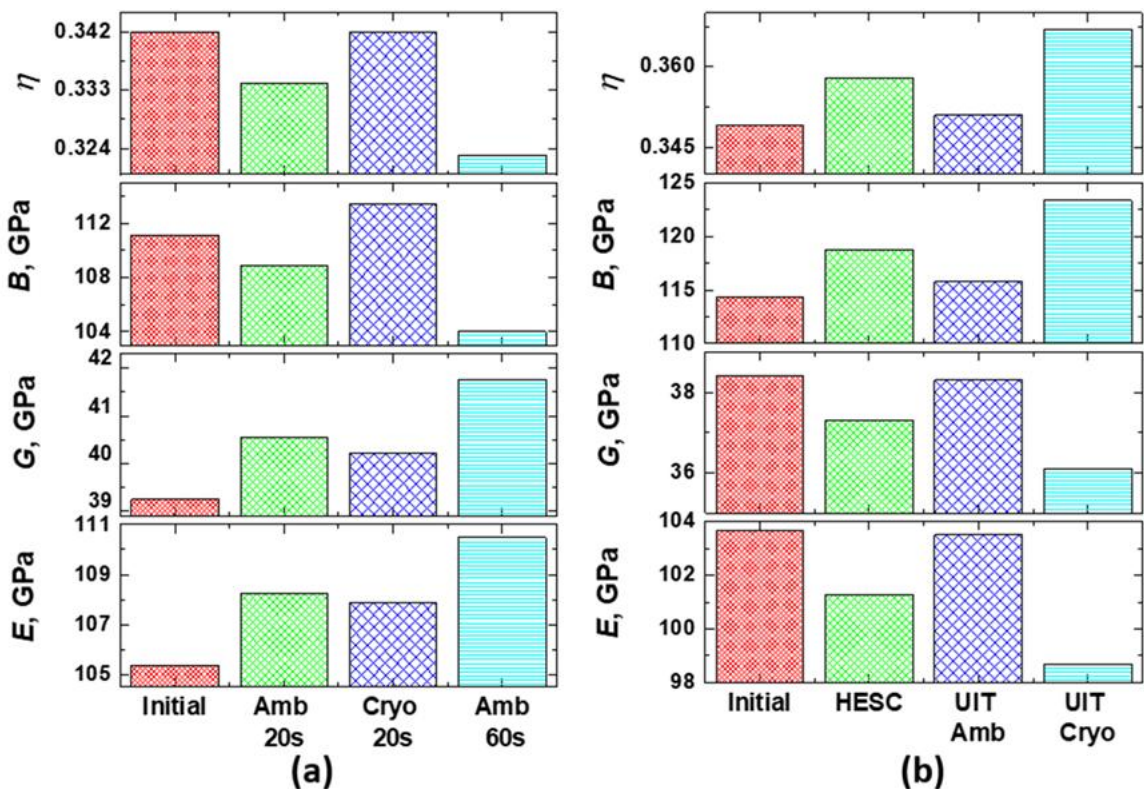 0.342
0.333
0.324
η
112
108
104
B, GPa
42
41
40
39
G, GPa
111
109
107
105
E, GPa
Initial Amb Cryo Amb
20s 20s 60s
(a)
0.360
0.345
η
125
120
115
110
B, GPa
38
36
G, GPa
104
102
100
98
E, GPa
Initial HESC UIT UIT
Amb Cryo
(b)